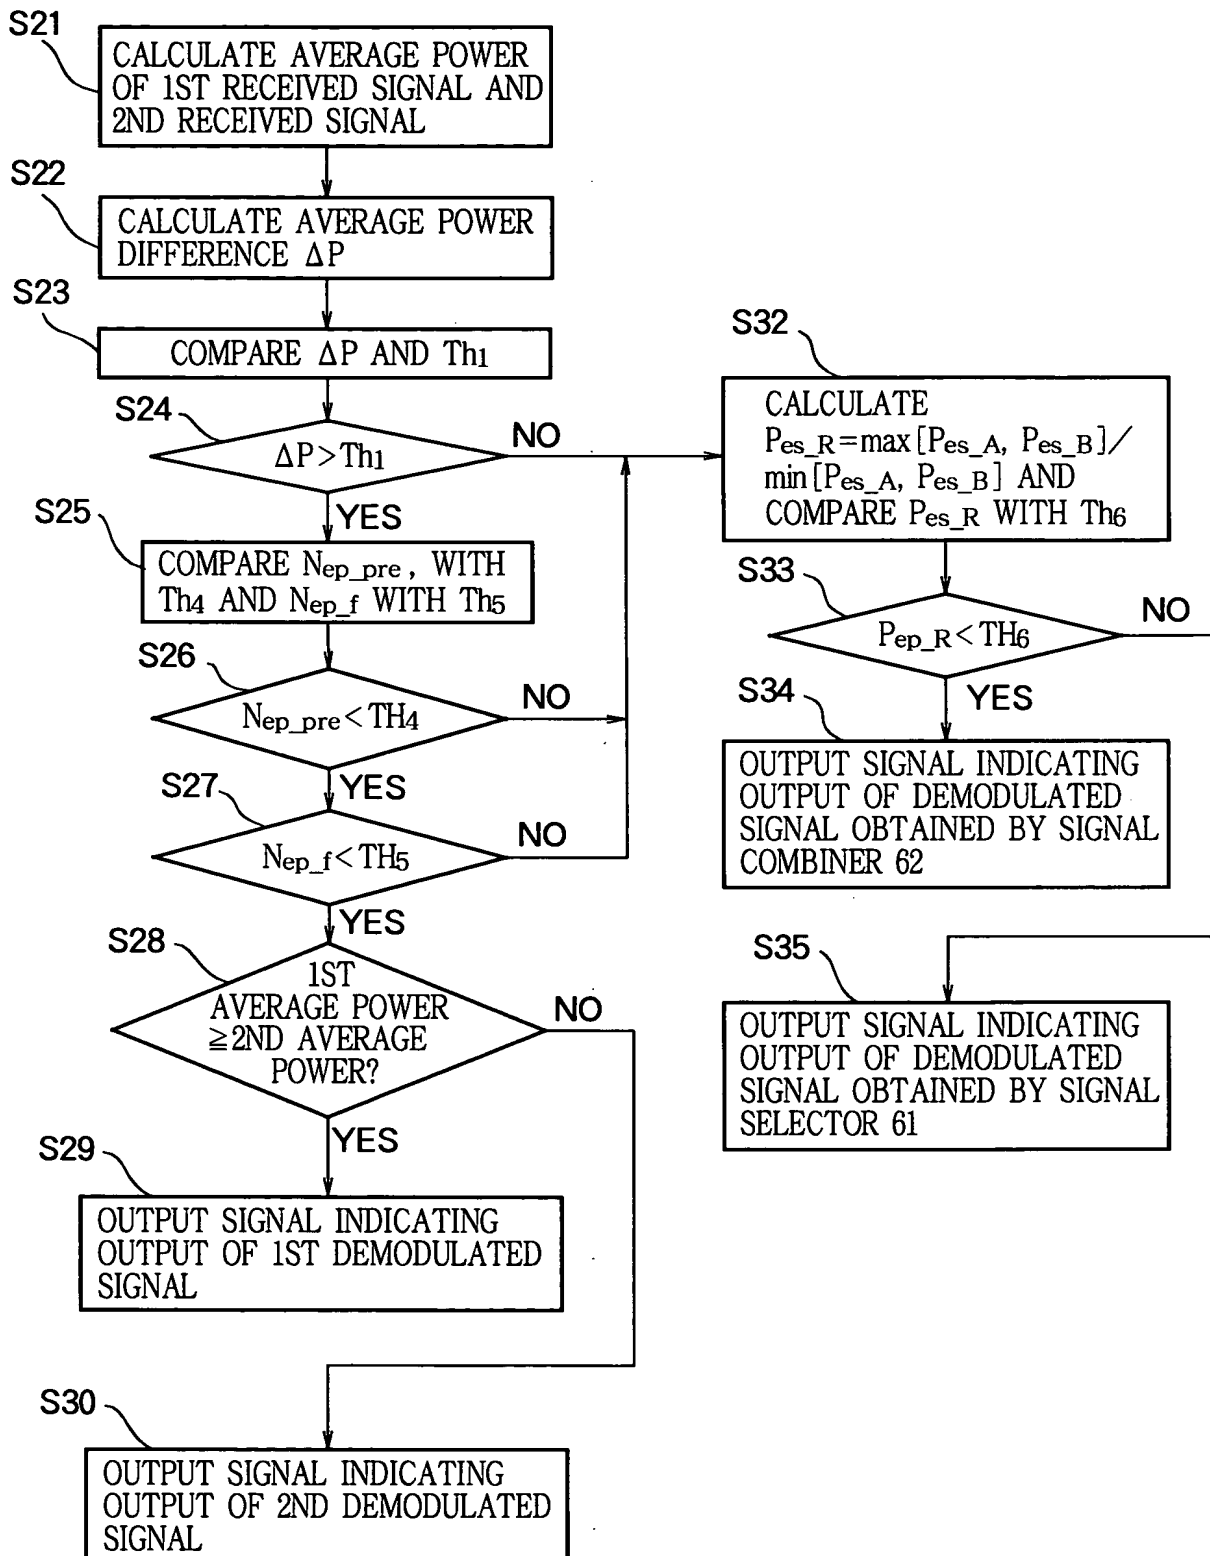 S21
CALCULATE AVERAGE POWER
OF 1ST RECEIVED SIGNAL AND
2ND RECEIVED SIGNAL
S22
CALCULATE AVERAGE POWER
DIFFERENCE ΔP
S23
COMPARE ΔP AND Th1
S24
ΔP>Th1
NO
YES
S25
COMPARE Nep_pre, WITH
Th4 AND Nep_f WITH Th5
S26
Nep_pre<TH4
NO
YES
S27
Nep_f<TH5
NO
YES
S28
1ST
AVERAGE POWER
≧2ND AVERAGE
POWER?
NO
YES
S29
OUTPUT SIGNAL INDICATING
OUTPUT OF 1ST DEMODULATED
SIGNAL
S30
OUTPUT SIGNAL INDICATING
OUTPUT OF 2ND DEMODULATED
SIGNAL
S32
CALCULATE
Pes_R=max[Pes_A, Pes_B]/
min[Pes_A, Pes_B] AND
COMPARE Pes_R WITH Th6
S33
Pep_R<TH6
NO
YES
S34
OUTPUT SIGNAL INDICATING
OUTPUT OF DEMODULATED
SIGNAL OBTAINED BY SIGNAL
COMBINER 62
S35
OUTPUT SIGNAL INDICATING
OUTPUT OF DEMODULATED
SIGNAL OBTAINED BY SIGNAL
SELECTOR 61